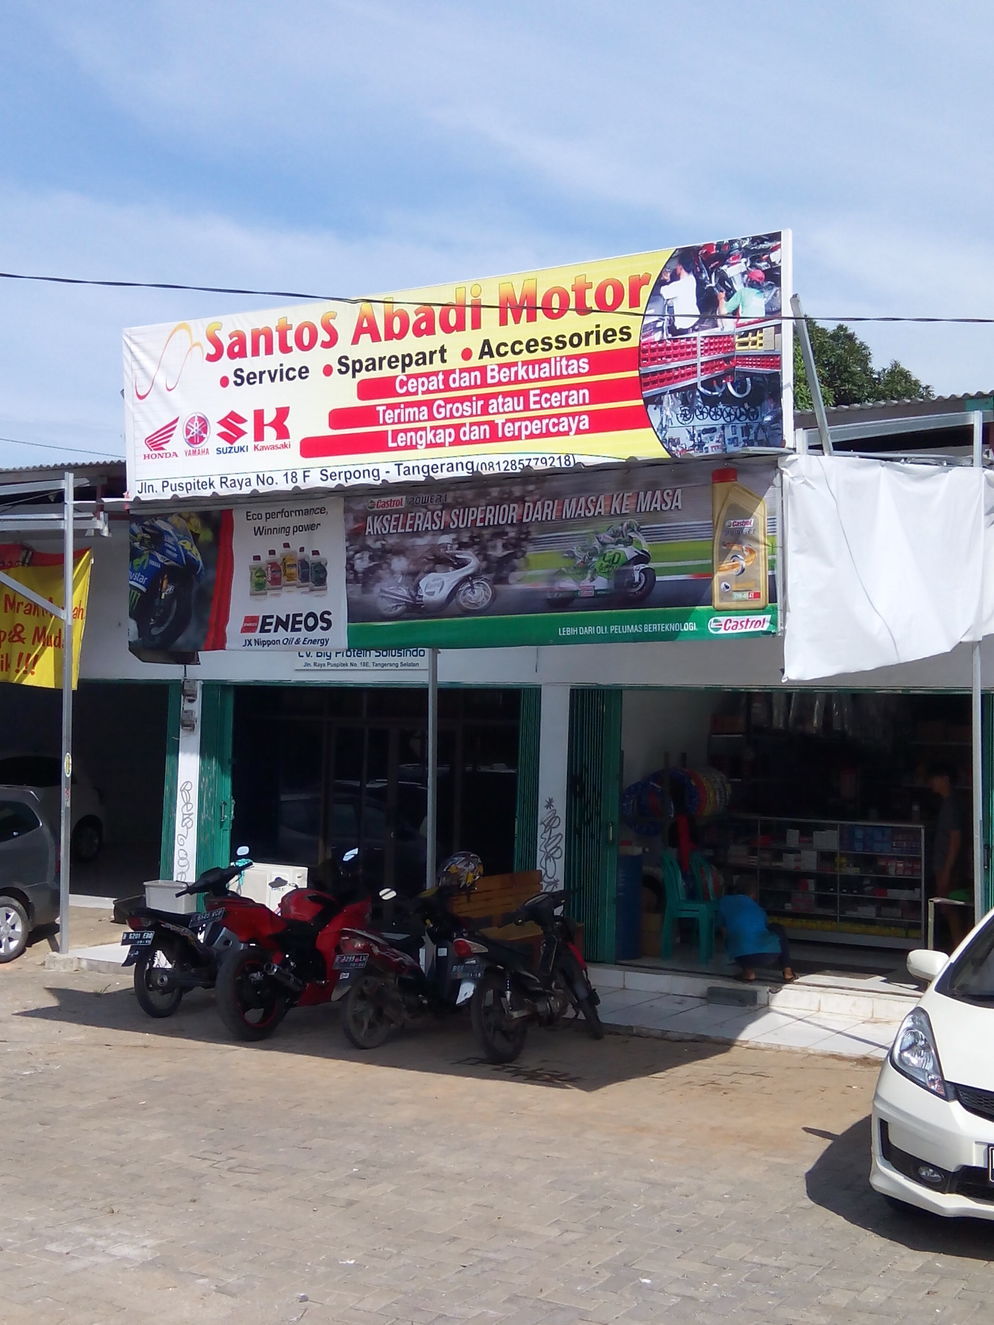 Santos Abadi Motor
• Service • Sparepart • Accessories
Cepat dan Berkualitas
Terima Grosir atau Eceran
Lengkap dan Terpercaya
HONDA YAMAHA SUZUKI Kawasaki
Jln. Puspitek Raya No. 18 F Serpong - Tangerang (081285779218)
Eco performance,
Winning power
ENEOS
JX Nippon Oil & Energy
Castrol POWER 1
AKSELERASI SUPERIOR DARI MASA KE MASA
Castrol
LEBIH DARI OLI. PELUMAS BERTEKNOLOGI.
Castrol
CV. Big Protein Solusindo
Jln. Raya Puspitek No. 18E, Tangerang Selatan